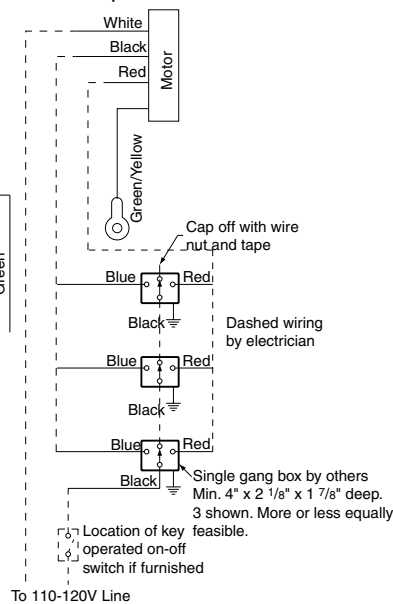 White
Black
Red
Motor
Green/Yellow
Green
Cap off with wire
nut and tape
Blue
Red
Black
Dashed wiring
by electrician
Blue
Red
Black
Blue
Red
Black
Single gang box by others
Min. 4" x 2 1/8" x 1 7/8" deep.
3 shown. More or less equally
feasible.
Location of key
operated on-off
switch if furnished
To 110-120V Line